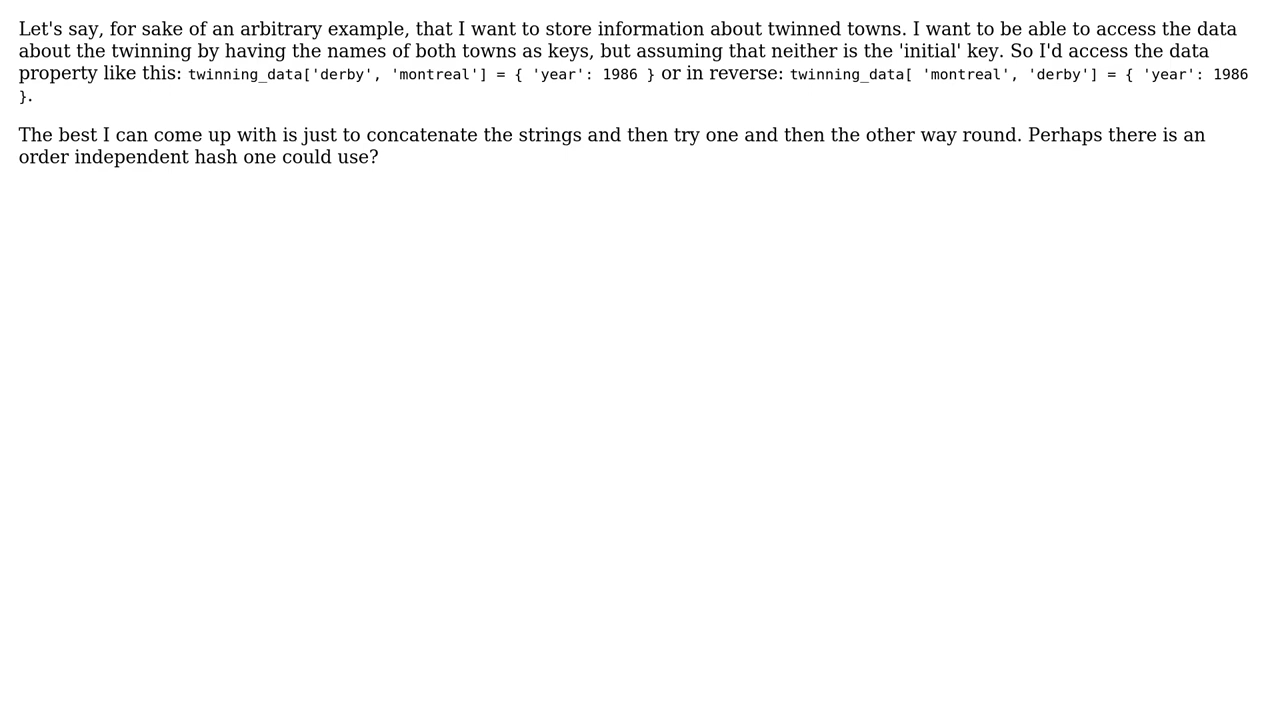 Let's say, for sake of an arbitrary example, that I want to store information about twinned towns. I want to be able to access the data
about the twinning by having the names of both towns as keys, but assuming that neither is the 'initial' key. So I'd access the data
property like this: twinning_data['derby', 'montreal'] = { 'year': 1986 } or in reverse: twinning_data[ 'montreal', 'derby'] = { 'year': 1986
}.
The best I can come up with is just to concatenate the strings and then try one and then the other way round. Perhaps there is an
order independent hash one could use?